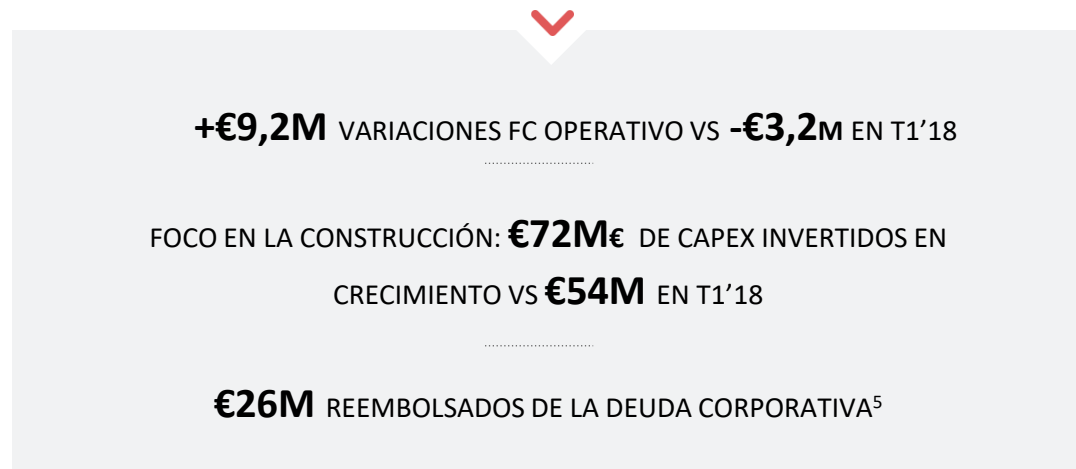 +€9,2M VARIACIONES FC OPERATIVO VS -€3,2M EN T1'18
FOCO EN LA CONSTRUCCIÓN: €72M€ DE CAPEX INVERTIDOS EN
CRECIMIENTO VS €54M EN T1'18
€26M REEMBOLSADOS DE LA DEUDA CORPORATIVA⁵